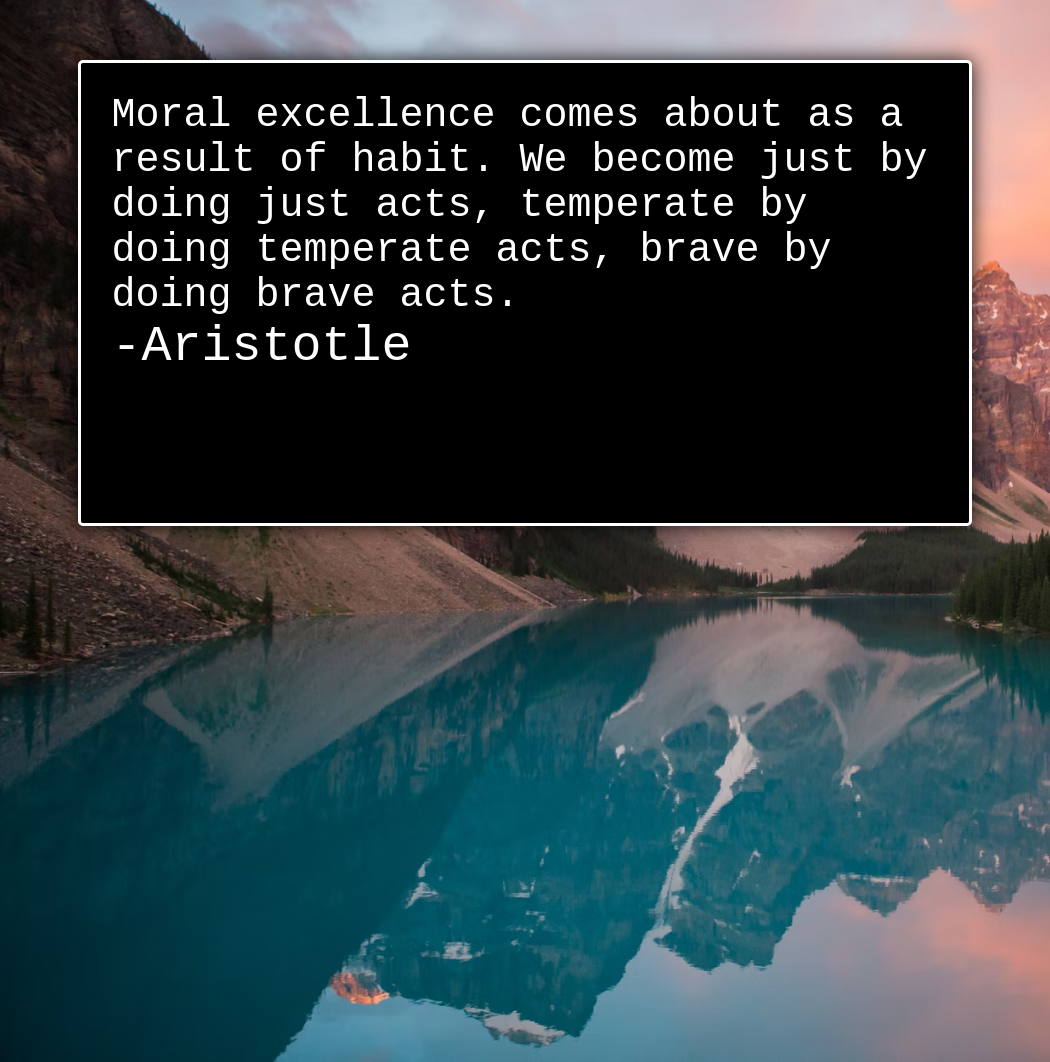 Moral excellence comes about as a
result of habit. We become just by
doing just acts, temperate by
doing temperate acts, brave by
doing brave acts.
-Aristotle